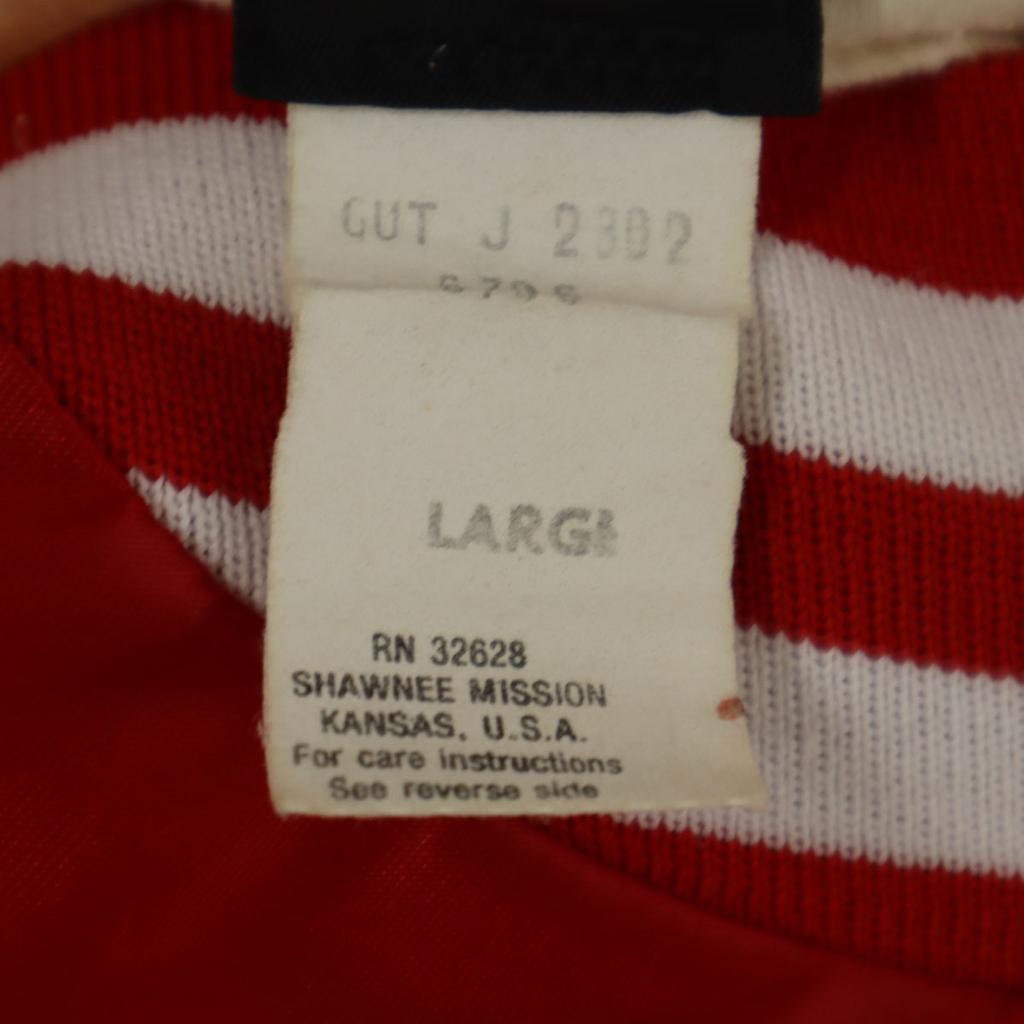 CUT J 2302
LARGE
RN 32628
SHAWNEE MISSION
KANSAS, U.S.A.
For care instructions
See reverse side